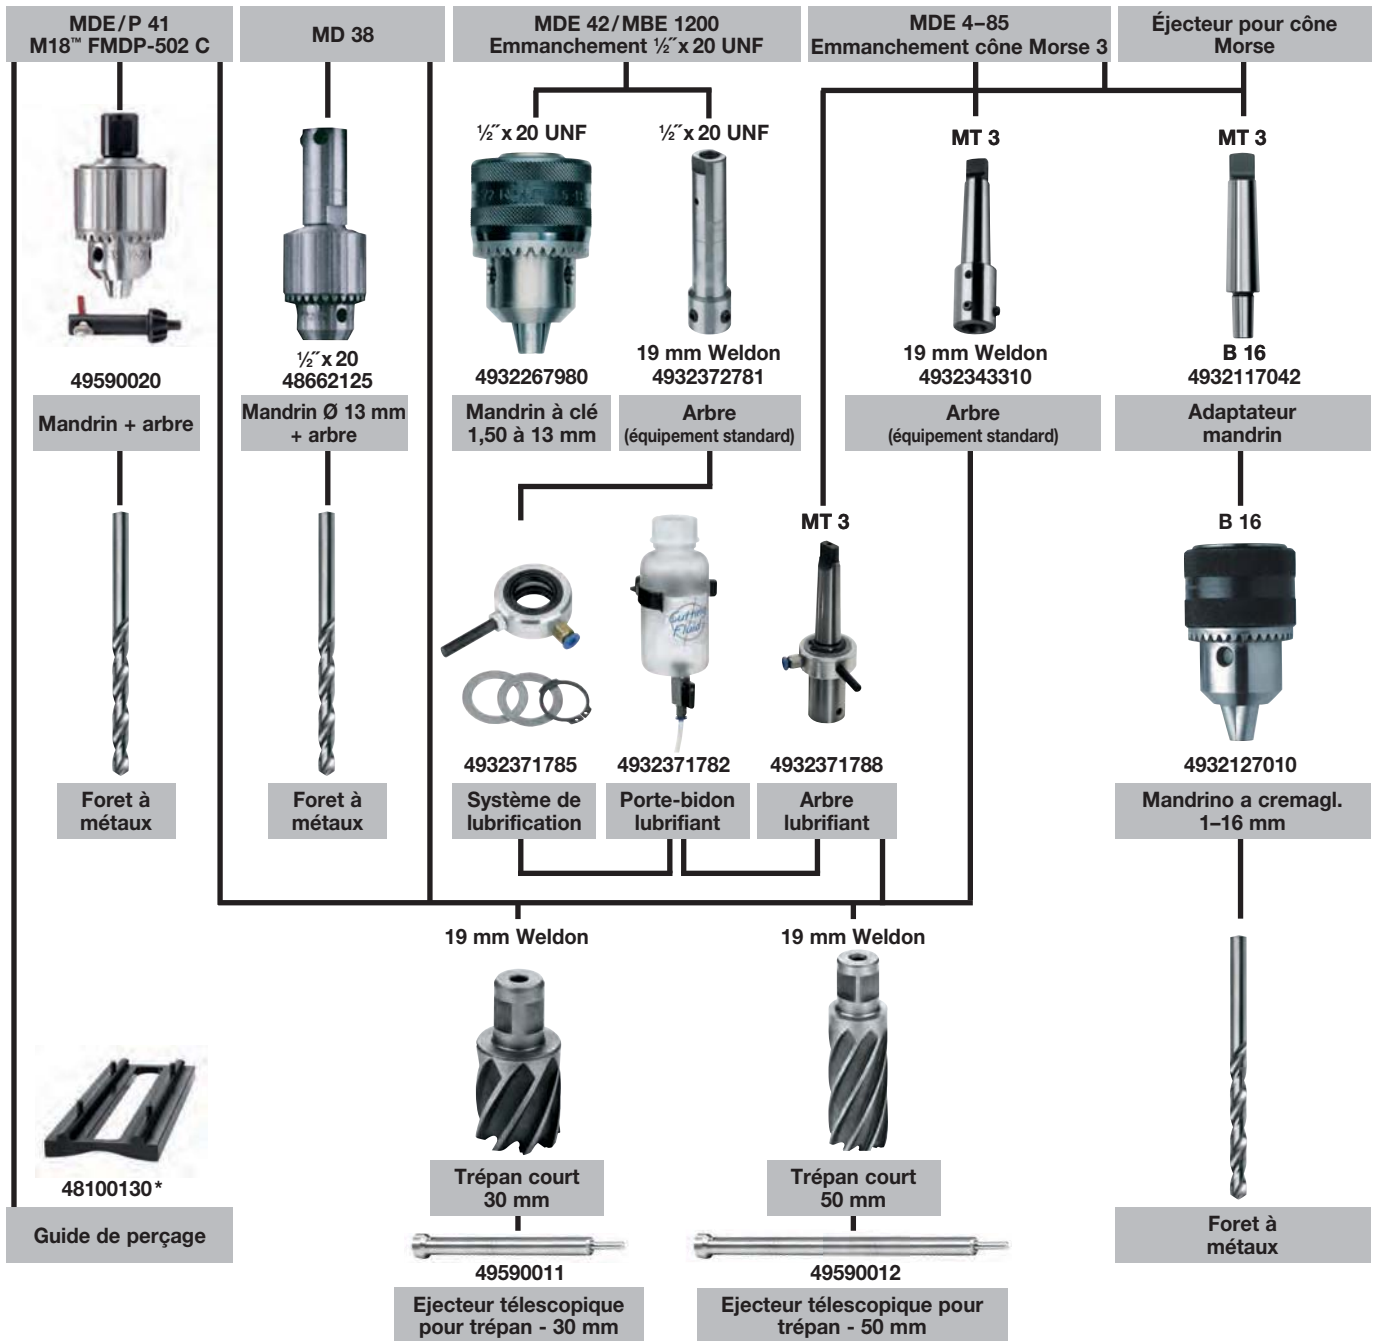 MDE/P 41
M18™ FMDP-502 C
MD 38
MDE 42/MBE 1200
Emmanchement ½˝x 20 UNF
MDE 4–85
Emmanchement cône Morse 3
Éjecteur pour cône
Morse
½˝x 20 UNF
½˝x 20 UNF
MT 3
MT 3
½˝x 20
19 mm Weldon
19 mm Weldon
B 16
49590020
48662125
4932267980
4932372781
4932343310
4932117042
Mandrin + arbre
Mandrin Ø 13 mm
+ arbre
Mandrin à clé
1,50 à 13 mm
Arbre
(équipement standard)
Arbre
(équipement standard)
Adaptateur
mandrin
MT 3
B 16
Cutting
Fluid
4932371785
4932371782
4932371788
4932127010
Foret à
métaux
Foret à
métaux
Système de
lubrification
Porte-bidon
lubrifiant
Arbre
lubrifiant
Mandrino a cremagl.
1–16 mm
19 mm Weldon
19 mm Weldon
48100130*
Guide de perçage
Trépan court
30 mm
Trépan court
50 mm
Foret à
métaux
49590011
49590012
Ejecteur télescopique
pour trépan - 30 mm
Ejecteur télescopique pour
trépan - 50 mm